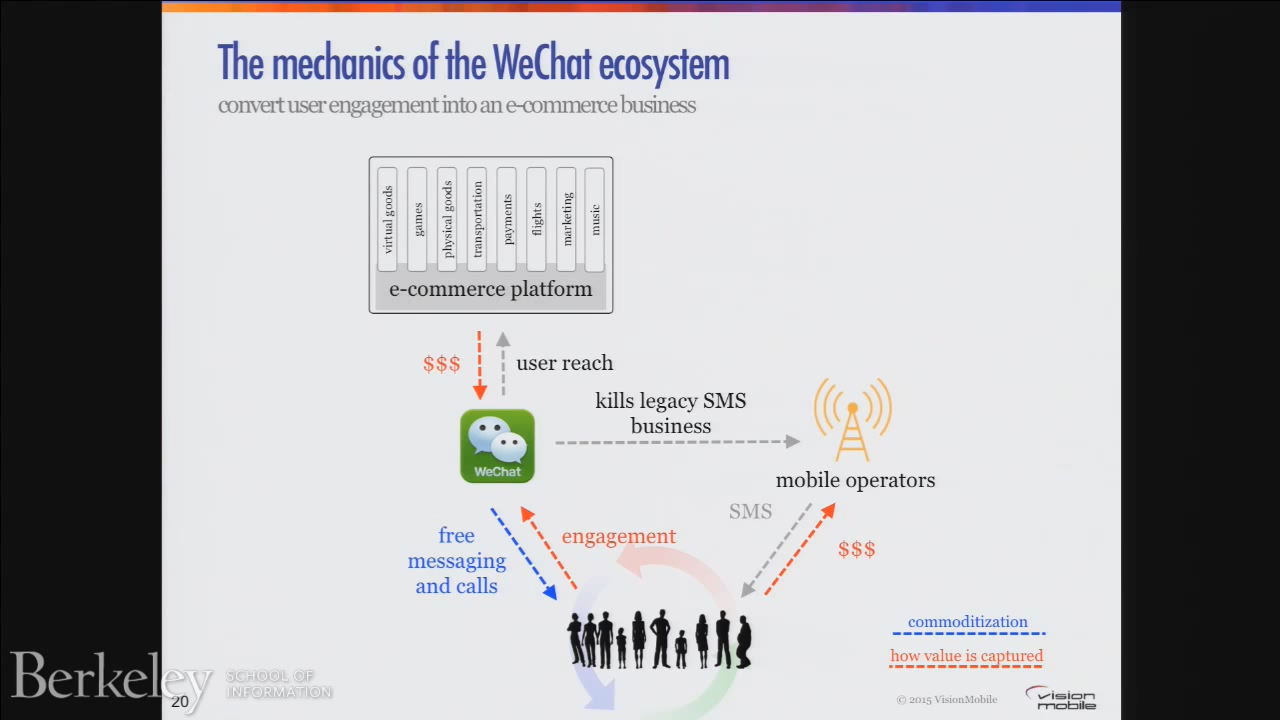 The mechanics of the WeChat ecosystem
convert user engagement into an e-commerce business
virtual goods
games
physical goods
transportation
payments
flights
marketing
music
e-commerce platform
$$$
user reach
kills legacy SMS
business
WeChat
mobile operators
SMS
free
messaging
and calls
engagement
$$$
commoditization
how value is captured
Berkeley
SCHOOL OF
INFORMATION
20
© 2015 VisionMobile
vision
mobile